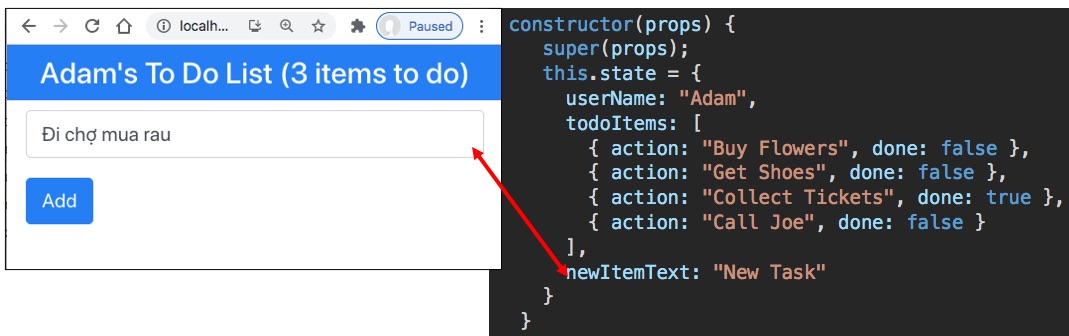 localh...
Paused
Adam's To Do List (3 items to do)
Đi chợ mua rau
Add
constructor(props) {
super(props);
this.state = {
userName: "Adam",
todoItems: [
{ action: "Buy Flowers", done: false },
{ action: "Get Shoes", done: false },
{ action: "Collect Tickets", done: true },
{ action: "Call Joe", done: false }
],
newItemText: "New Task"
}
}